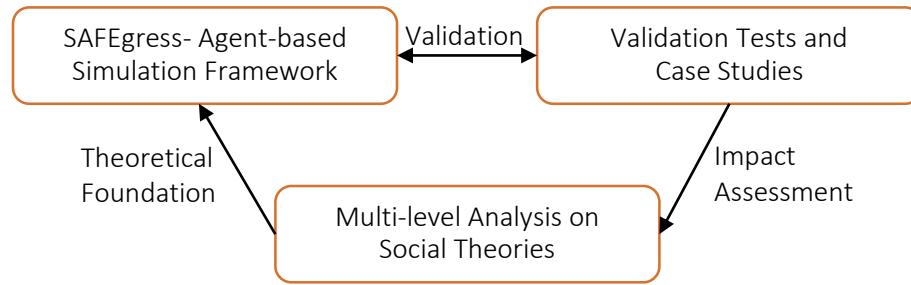 SAFEgress- Agent-based
Simulation Framework
Validation
Validation Tests and
Case Studies
Theoretical
Foundation
Impact
Assessment
Multi-level Analysis on
Social Theories